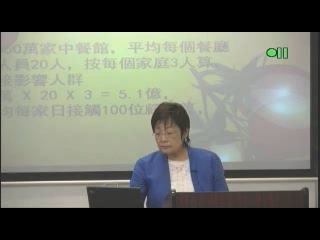 萬家中餐館，平均每個餐廳
人員20人，按每個家庭3人算，
影響人群
X 20 X 3 = 5.1億，
每家日接觸100位